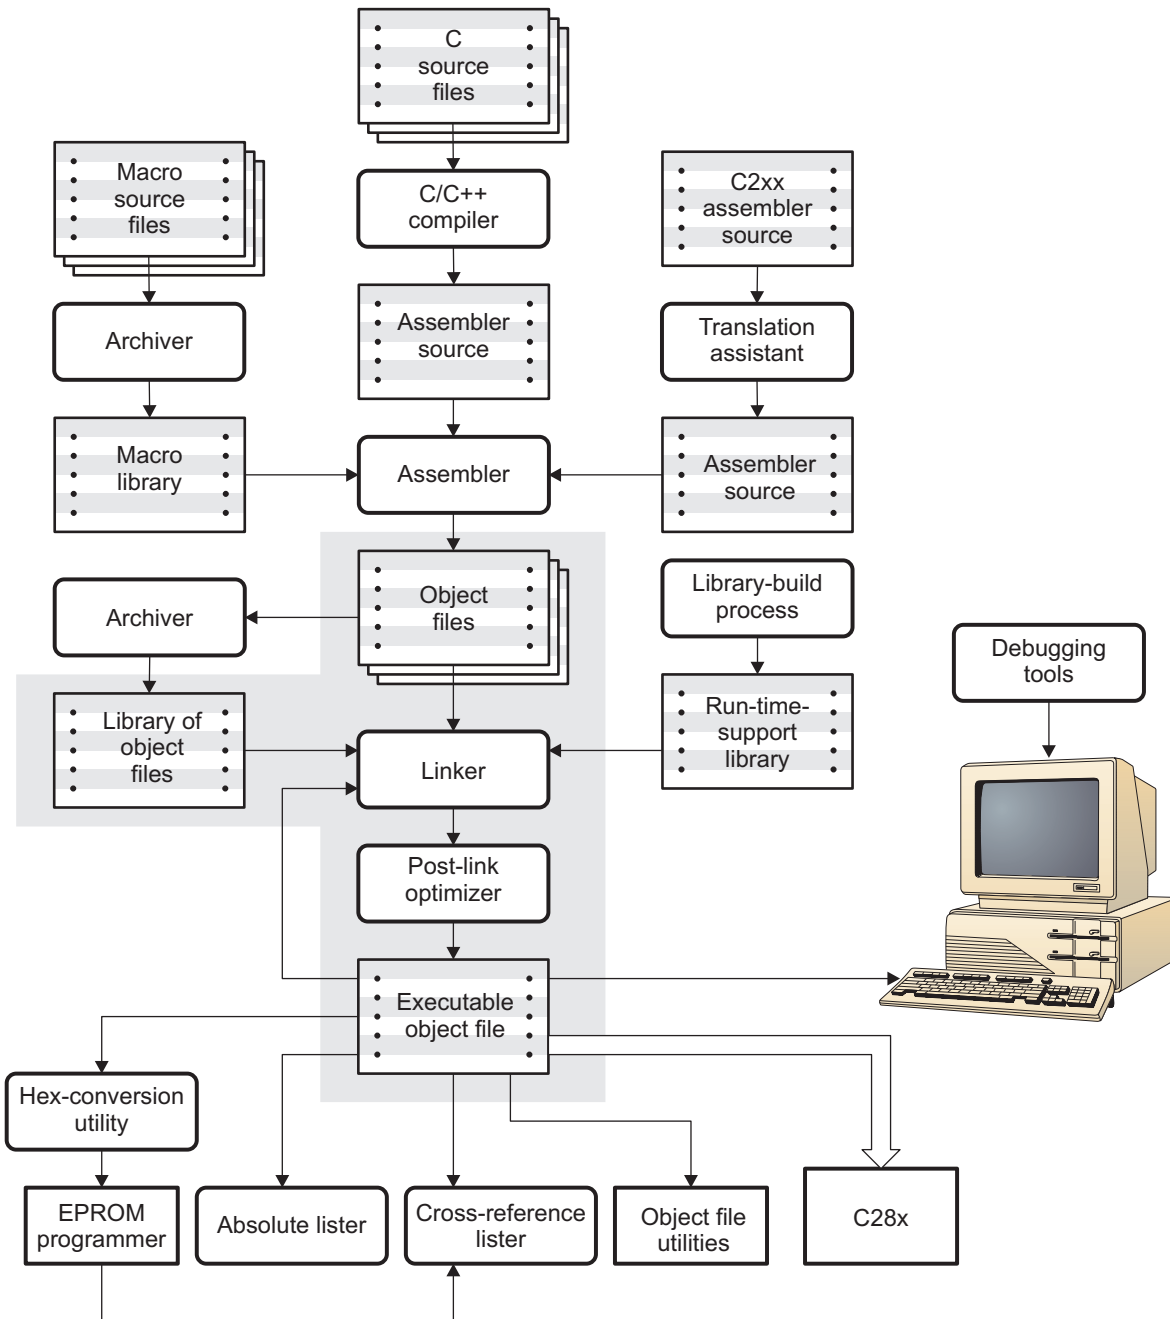 C
source
files
Macro
source
files
C/C++
compiler
C2xx
assembler
source
Archiver
Assembler
source
Translation
assistant
Macro
library
Assembler
Assembler
source
Archiver
Object
files
Library-build
process
Debugging
tools
Library of
object
files
Linker
Run-time-
support
library
Post-link
optimizer
Executable
object file
Hex-conversion
utility
EPROM
programmer
Absolute lister
Cross-reference
lister
Object file
utilities
C28x